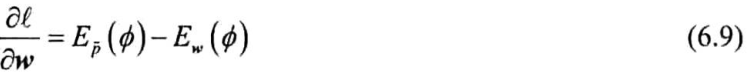 ∂ℓ/∂w = E_p̃(ϕ) − E_w(ϕ) (6.9)